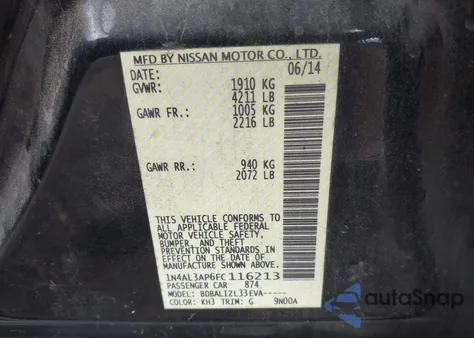 MFD BY NISSAN MOTOR CO., LTD.
DATE: 06/14
GVWR: 1910 KG
4211 LB
GAWR FR.: 1005 KG
2216 LB
GAWR RR.: 940 KG
2072 LB
THIS VEHICLE CONFORMS TO
ALL APPLICABLE FEDERAL
MOTOR VEHICLE SAFETY,
BUMPER, AND THEFT
PREVENTION STANDARDS
IN EFFECT ON THE DATE OF
MANUFACTURE SHOWN ABOVE.
1N4AL3AP6FC116213
PASSENGER CAR 874
MODEL: BDBALIZL33EVA-----
COLOR: KH3 TRIM: G 9N00A
autoSnap